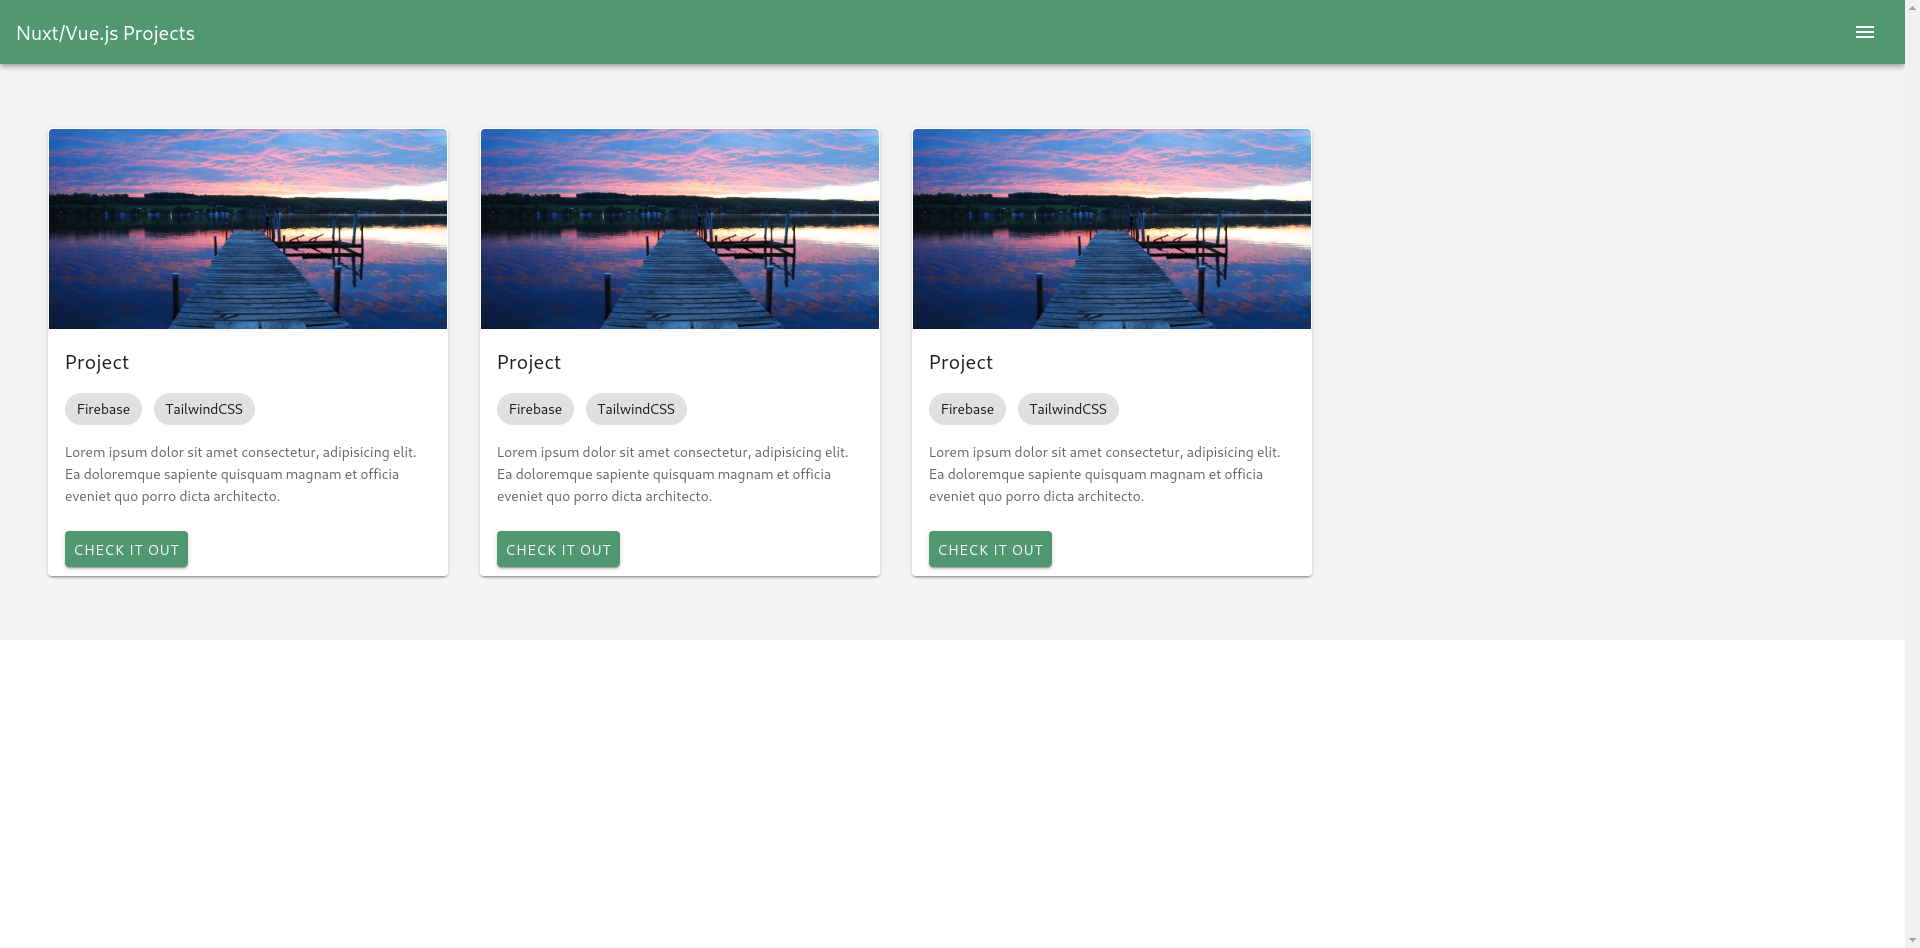 Nuxt/Vue.js Projects
Project
Firebase TailwindCSS
Lorem ipsum dolor sit amet consectetur, adipisicing elit.
Ea doloremque sapiente quisquam magnam et officia
eveniet quo porro dicta architecto.
CHECK IT OUT
Project
Firebase TailwindCSS
Lorem ipsum dolor sit amet consectetur, adipisicing elit.
Ea doloremque sapiente quisquam magnam et officia
eveniet quo porro dicta architecto.
CHECK IT OUT
Project
Firebase TailwindCSS
Lorem ipsum dolor sit amet consectetur, adipisicing elit.
Ea doloremque sapiente quisquam magnam et officia
eveniet quo porro dicta architecto.
CHECK IT OUT